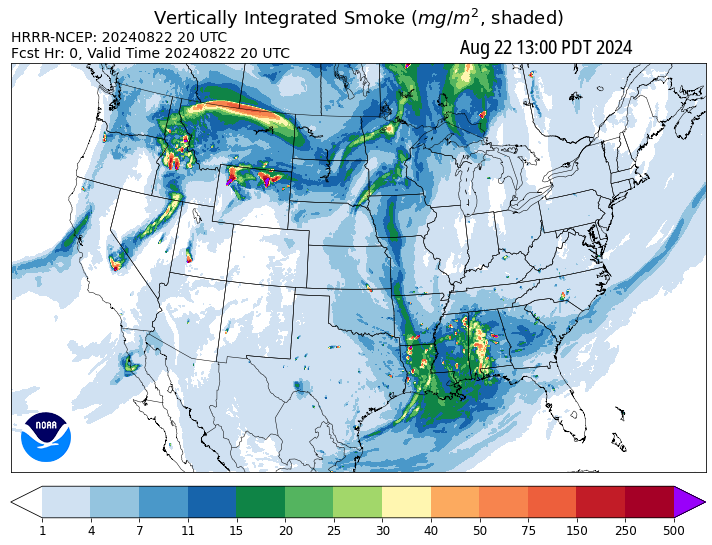 Vertically Integrated Smoke (mg/m², shaded)
HRRR-NCEP: 20240822 20 UTC
Fcst Hr: 0, Valid Time 20240822 20 UTC
Aug 22 13:00 PDT 2024
NOAA
1 4 7 11 15 20 25 30 40 50 75 150 250 500